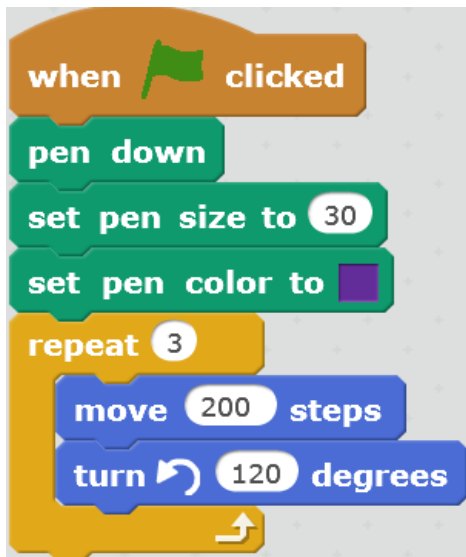 when clicked
pen down
set pen size to 30
set pen color to
repeat 3
move 200 steps
turn 120 degrees